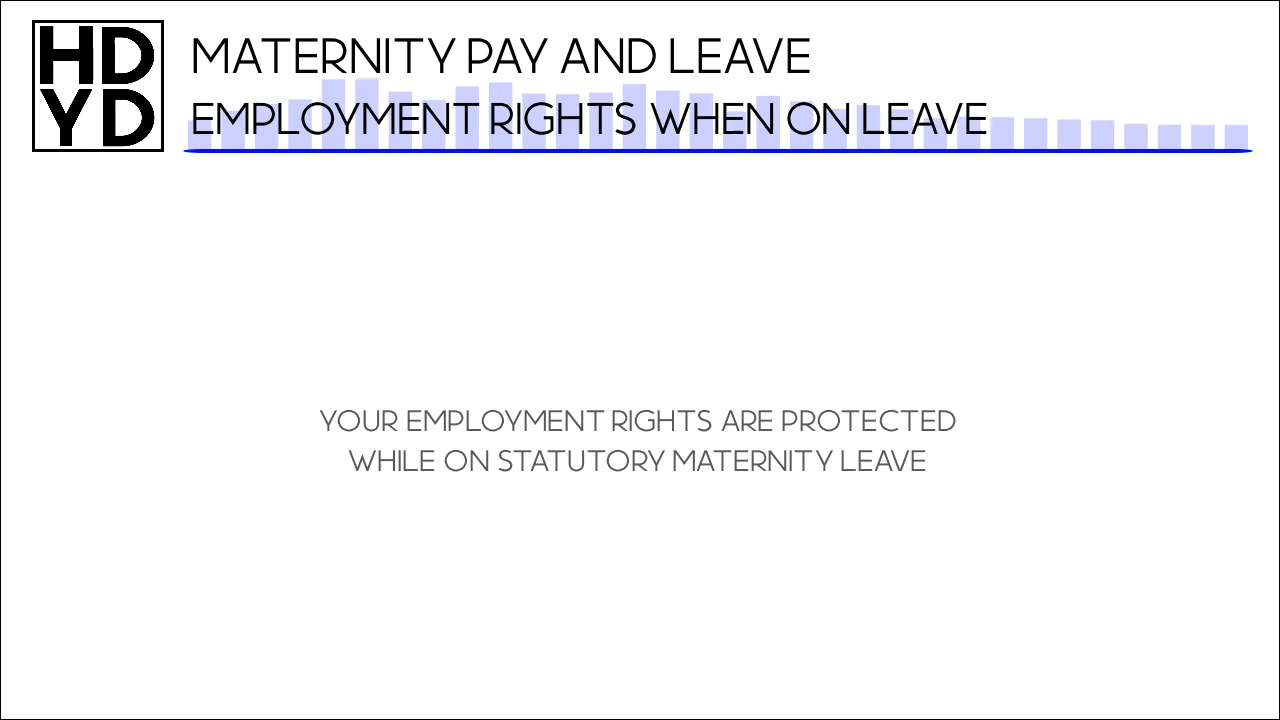 HD
YD
MATERNITY PAY AND LEAVE
EMPLOYMENT RIGHTS WHEN ON LEAVE
YOUR EMPLOYMENT RIGHTS ARE PROTECTED
WHILE ON STATUTORY MATERNITY LEAVE